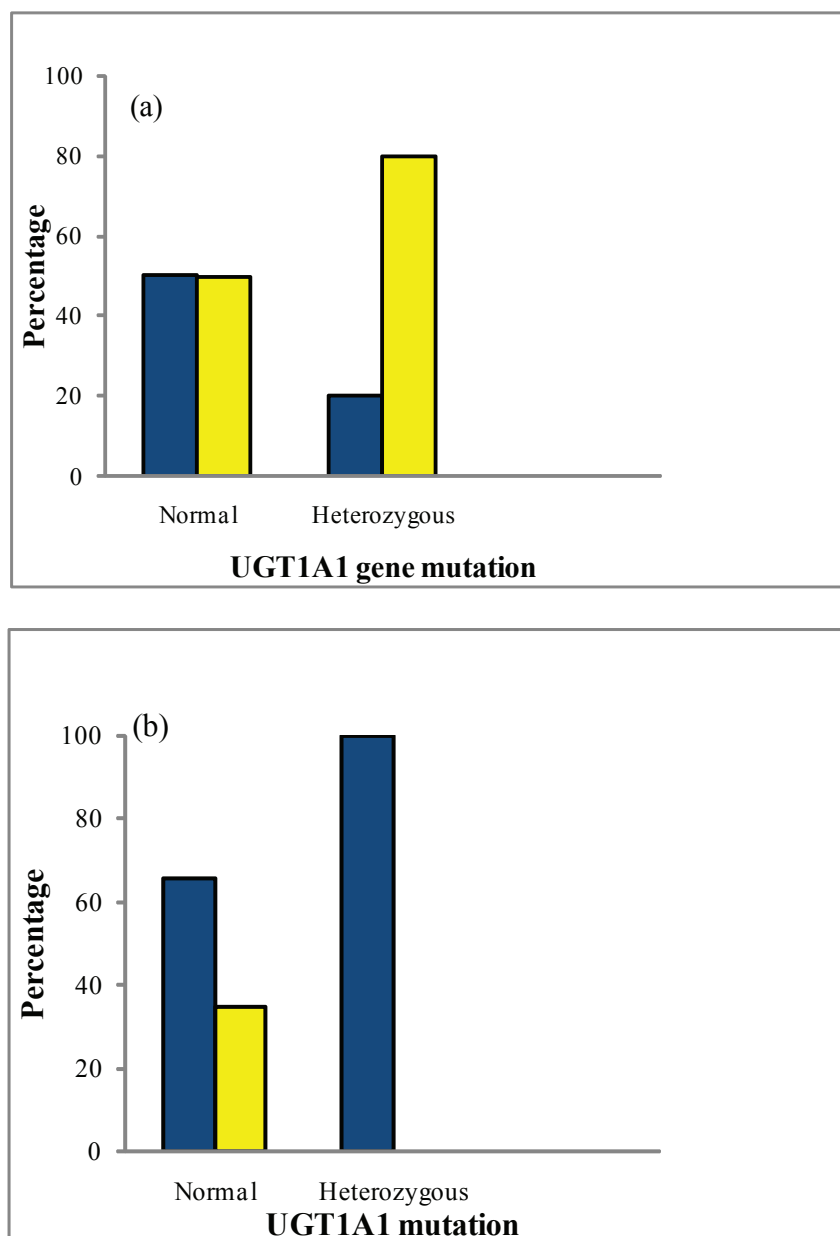 (a)
100
80
60
40
20
0
Percentage
Normal Heterozygous
UGT1A1 gene mutation
(b)
100
80
60
40
20
0
Percentage
Normal Heterozygous
UGT1A1 mutation